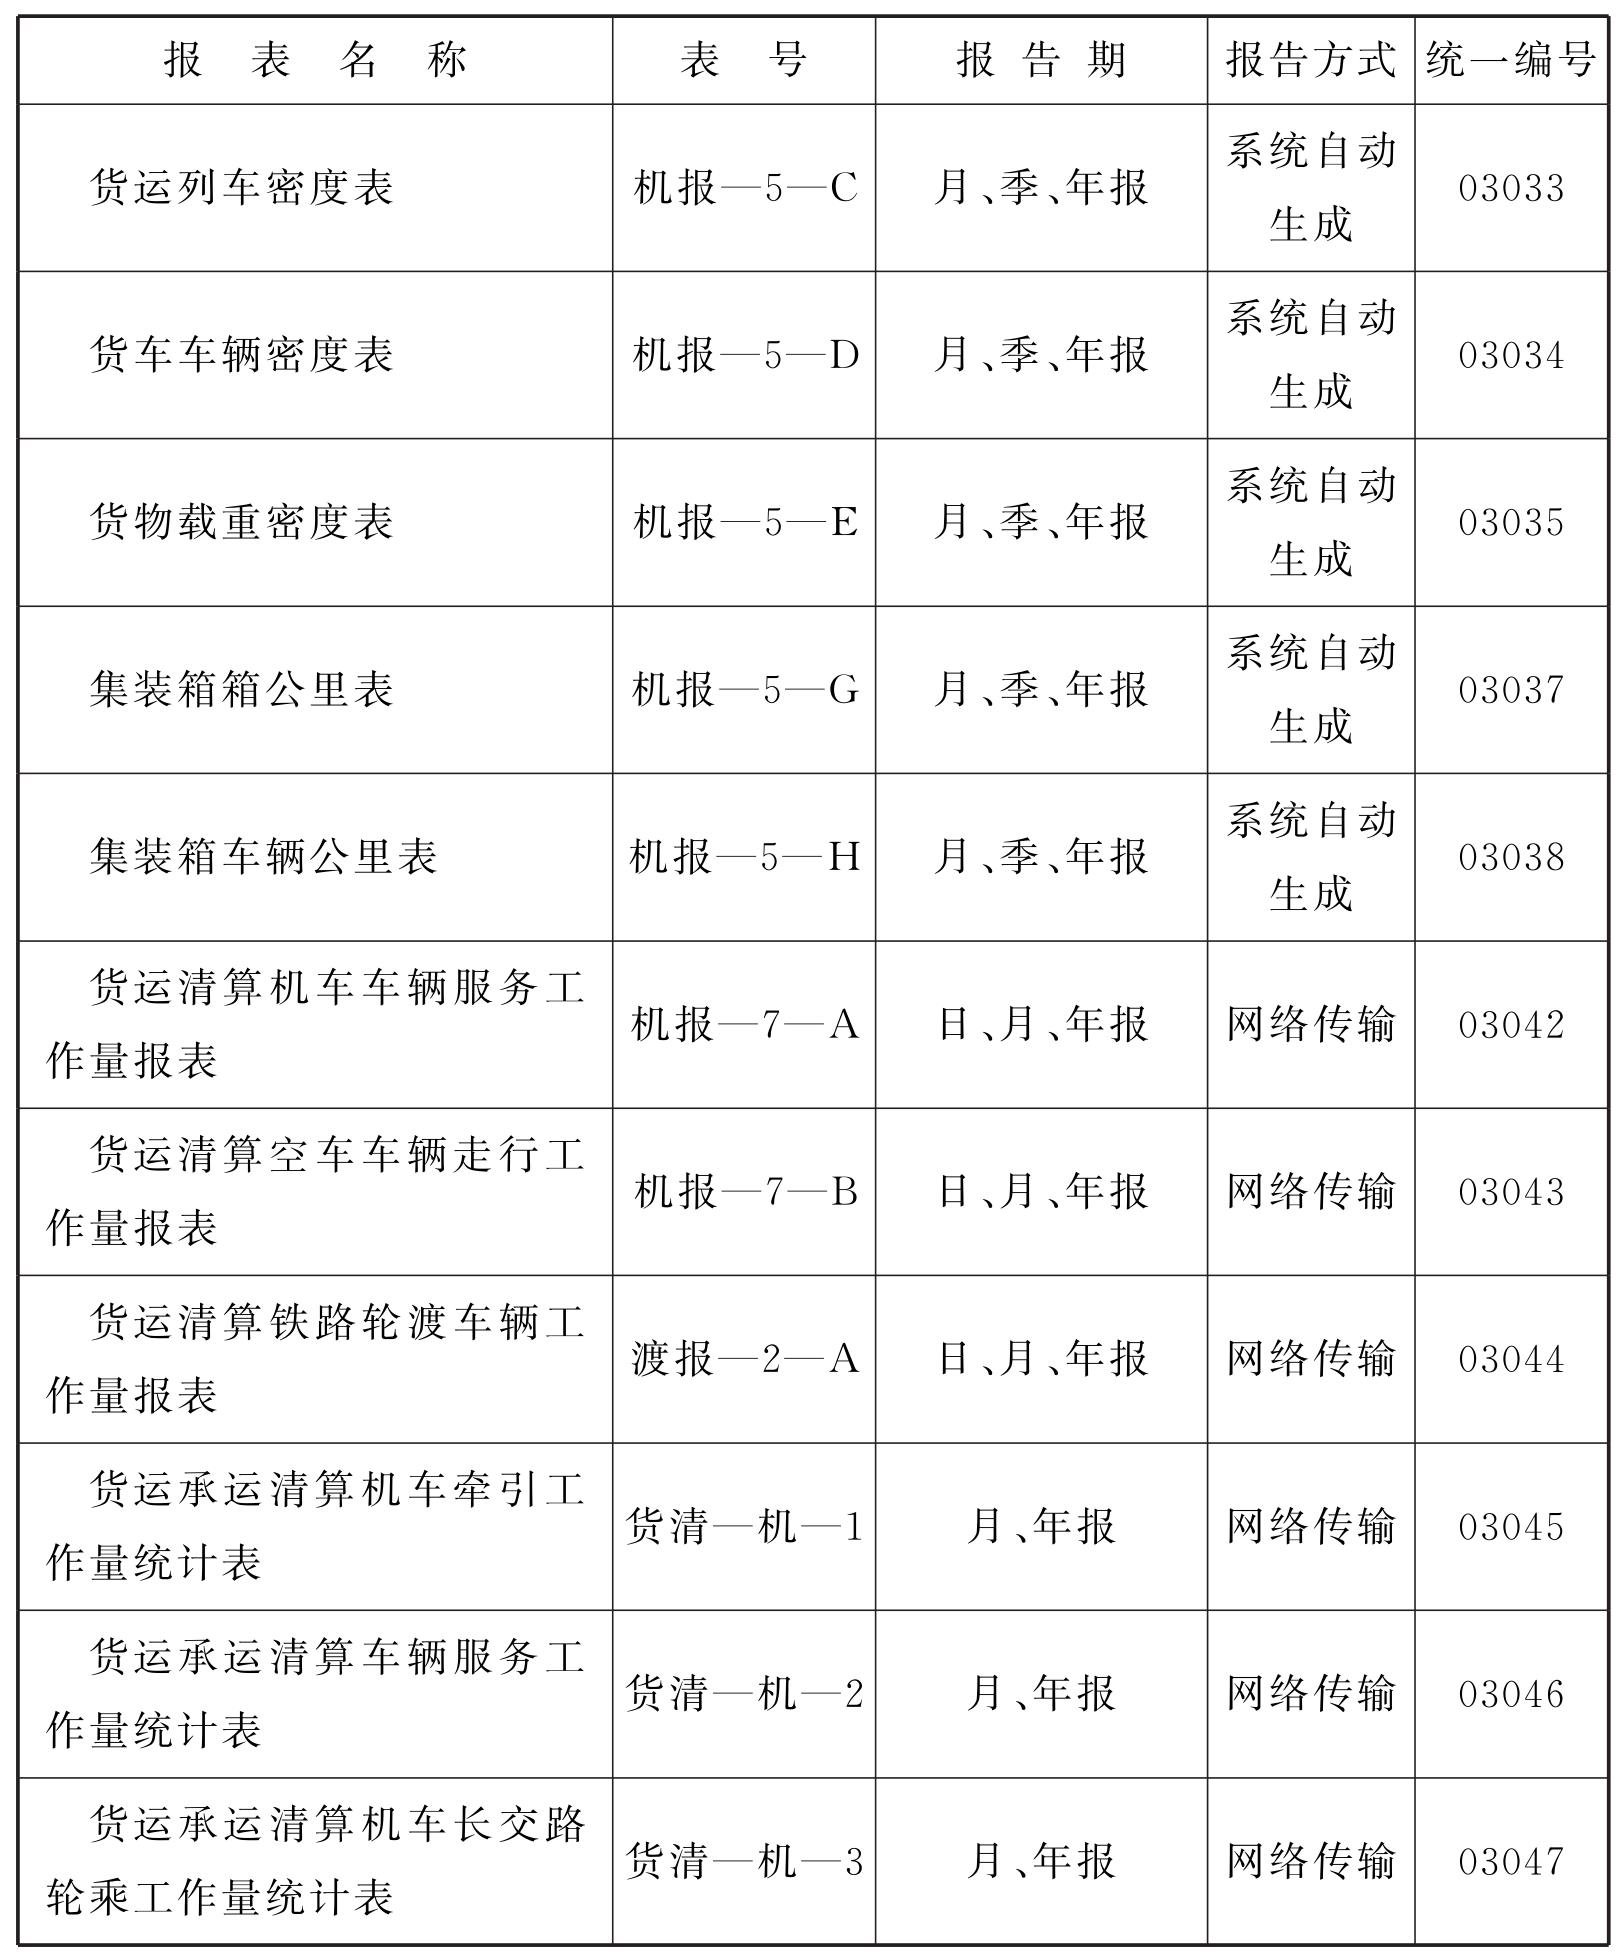 报 表 名 称 表 号 报 告 期 报告方式 统一编号
货运列车密度表 机报—5—C 月、季、年报 系统自动生成 03033
货车车辆密度表 机报—5—D 月、季、年报 系统自动生成 03034
货物载重密度表 机报—5—E 月、季、年报 系统自动生成 03035
集装箱箱公里表 机报—5—G 月、季、年报 系统自动生成 03037
集装箱车辆公里表 机报—5—H 月、季、年报 系统自动生成 03038
货运清算机车车辆服务工作量报表 机报—7—A 日、月、年报 网络传输 03042
货运清算空车车辆走行工作量报表 机报—7—B 日、月、年报 网络传输 03043
货运清算铁路轮渡车辆工作量报表 渡报—2—A 日、月、年报 网络传输 03044
货运承运清算机车牵引工作量统计表 货清—机—1 月、年报 网络传输 03045
货运承运清算车辆服务工作量统计表 货清—机—2 月、年报 网络传输 03046
货运承运清算机车长交路轮乘工作量统计表 货清—机—3 月、年报 网络传输 03047